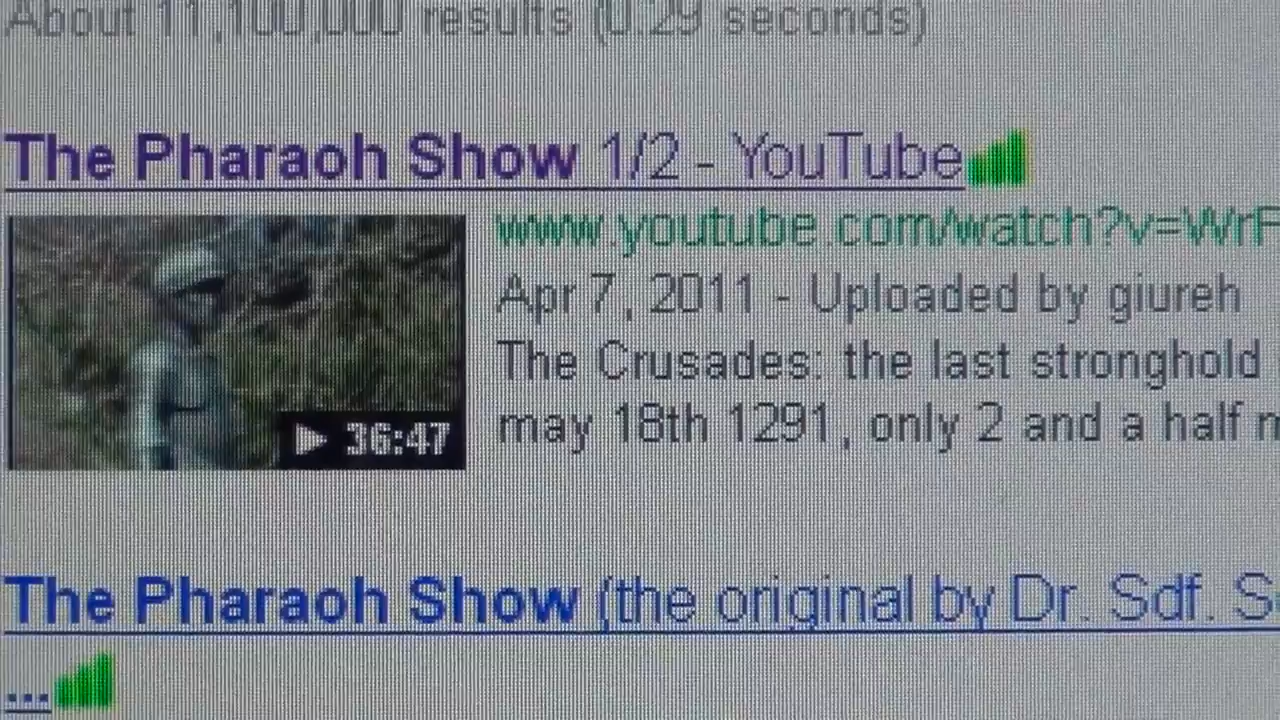 About 11,100,000 results (0.29 seconds)
The Pharaoh Show 1/2 - YouTube
www.youtube.com/watch?v=WrF
Apr 7, 2011 - Uploaded by giureh
The Crusades: the last stronghold
may 18th 1291, only 2 and a half
36:47
The Pharaoh Show (the original by Dr. Sdf. S
...